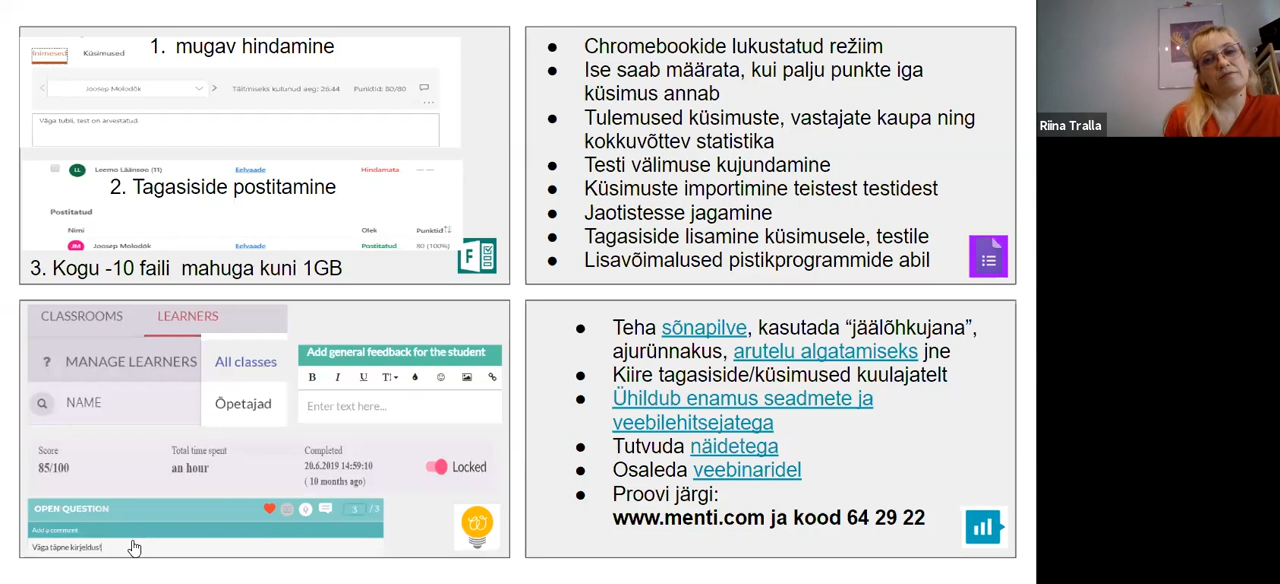 1. mugav hindamine
Inimesed Küsimused
Joosep Molodõk Täitmiseks kulunud aeg: 26:44 Punktid: 80/80
Väga tubli, test on arvestatud.
LL Leemo Läänsoo (11) Eelvaade Hindamata
2. Tagasiside postitamine
Postitatud
Nimi Olek Punktid
JM Joosep Molodõk Eelvaade Postitatud 80 (100%)
3. Kogu -10 faili mahuga kuni 1GB
F
• Chromebookide lukustatud režiim
• Ise saab määrata, kui palju punkte iga
küsimus annab
• Tulemused küsimuste, vastajate kaupa ning
kokkuvõttev statistika
• Testi välimuse kujundamine
• Küsimuste importimine teistest testidest
• Jaotistesse jagamine
• Tagasiside lisamine küsimusele, testile
• Lisavõimalused pistikprogrammide abil
CLASSROOMS LEARNERS
? MANAGE LEARNERS All classes
NAME Õpetajad
Add general feedback for the student
B I U T
Enter text here...
Score Total time spent Completed
85/100 an hour 20.6.2019 14:59:10
( 10 months ago)
Locked
OPEN QUESTION 3 / 3
Add a comment
Väga täpne kirjeldus!
• Teha sõnapilve, kasutada “jäälõhkujana”,
ajurünnakus, arutelu algatamiseks jne
• Kiire tagasiside/küsimused kuulajatelt
• Ühildub enamus seadmete ja
veebilehitsejatega
• Tutvuda näidetega
• Osaleda veebinaridel
• Proovi järgi:
www.menti.com ja kood 64 29 22
Riina Tralla